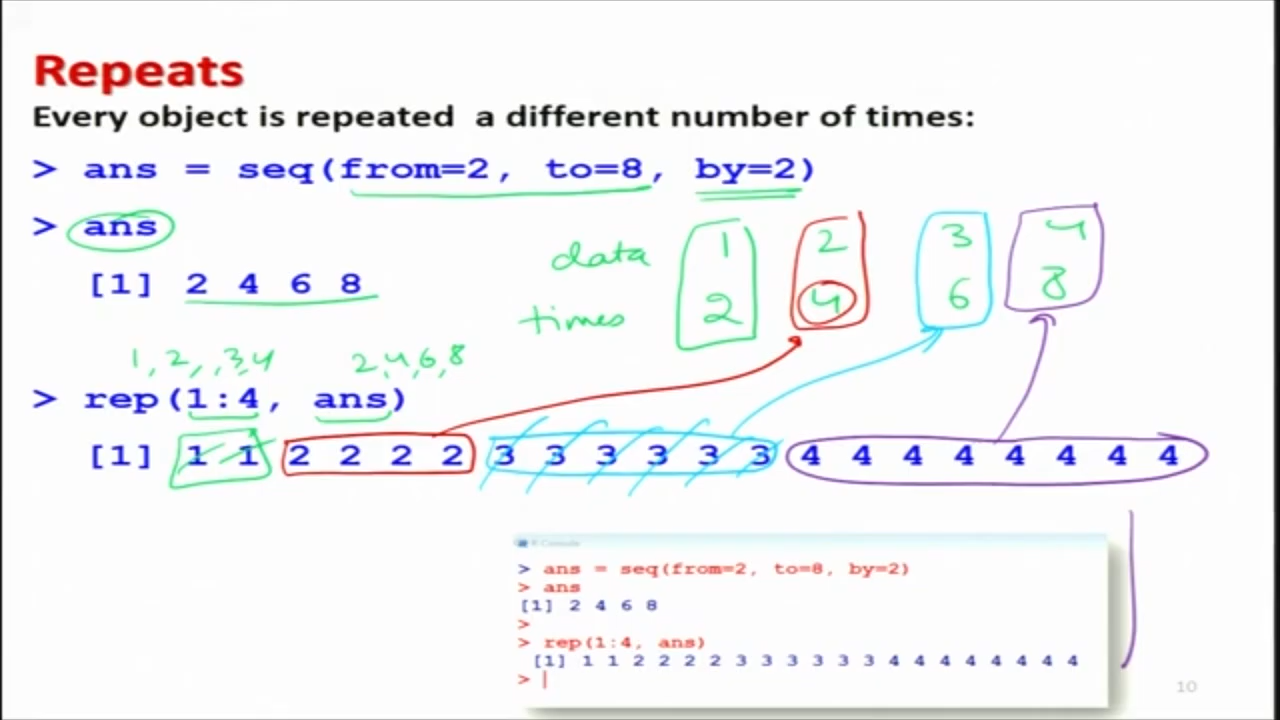 Repeats
Every object is repeated a different number of times:
> ans = seq(from=2, to=8, by=2)
> ans
[1] 2 4 6 8
data 1 2 3 4
times 2 4 6 8
1, 2, , 3, 4 2, 4, 6, 8
> rep(1:4, ans)
[1] 1 1 2 2 2 2 3 3 3 3 3 3 4 4 4 4 4 4 4 4
R Console
> ans = seq(from=2, to=8, by=2)
> ans
[1] 2 4 6 8
>
> rep(1:4, ans)
[1] 1 1 2 2 2 2 3 3 3 3 3 3 4 4 4 4 4 4 4 4
>
10